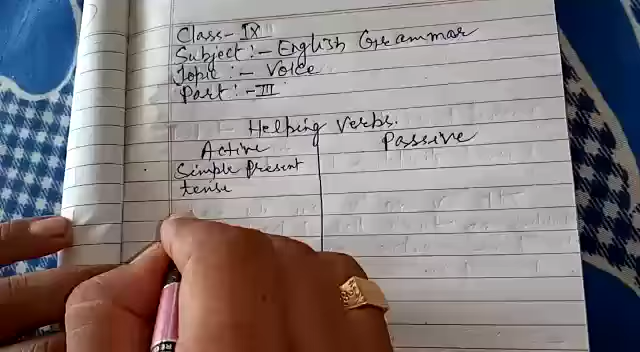 Class- IX
Subject :- English Grammar
Topic :- Voice
Part :- III
Helping Verbs.
Active Passive
Simple Present
tense